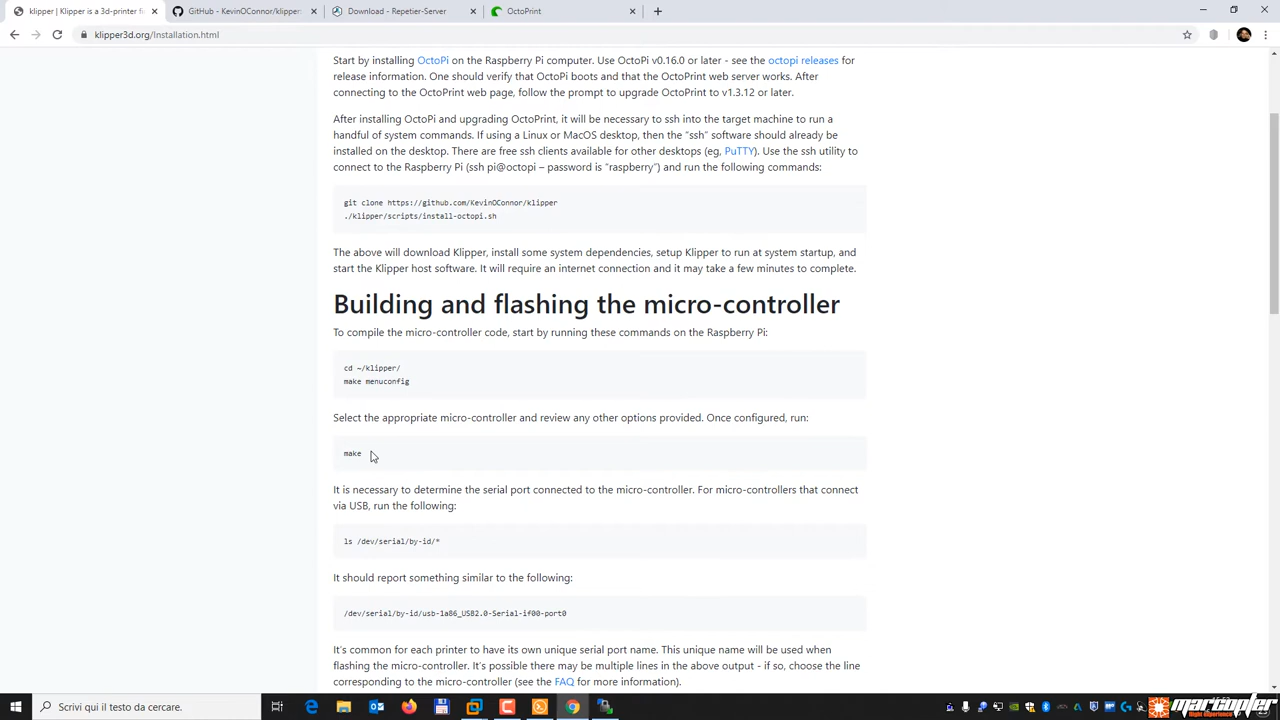 klipper | Klipper is a 3d-printer fi
GitHub - KevinOConnor/klipper:
Download - Repetier-Server
OctoPrint
klipper3d.org/Installation.html
Start by installing OctoPi on the Raspberry Pi computer. Use OctoPi v0.16.0 or later - see the octopi releases for
release information. One should verify that OctoPi boots and that the OctoPrint web server works. After
connecting to the OctoPrint web page, follow the prompt to upgrade OctoPrint to v1.3.12 or later.
After installing OctoPi and upgrading OctoPrint, it will be necessary to ssh into the target machine to run a
handful of system commands. If using a Linux or MacOS desktop, then the “ssh” software should already be
installed on the desktop. There are free ssh clients available for other desktops (eg, PuTTY). Use the ssh utility to
connect to the Raspberry Pi (ssh pi@octopi – password is “raspberry”) and run the following commands:
git clone https://github.com/KevinOConnor/klipper
./klipper/scripts/install-octopi.sh
The above will download Klipper, install some system dependencies, setup Klipper to run at system startup, and
start the Klipper host software. It will require an internet connection and it may take a few minutes to complete.
Building and flashing the micro-controller
To compile the micro-controller code, start by running these commands on the Raspberry Pi:
cd ~/klipper/
make menuconfig
Select the appropriate micro-controller and review any other options provided. Once configured, run:
make
It is necessary to determine the serial port connected to the micro-controller. For micro-controllers that connect
via USB, run the following:
ls /dev/serial/by-id/*
It should report something similar to the following:
/dev/serial/by-id/usb-1a86_USB2.0-Serial-if00-port0
It’s common for each printer to have its own unique serial port name. This unique name will be used when
flashing the micro-controller. It’s possible there may be multiple lines in the above output - if so, choose the line
corresponding to the micro-controller (see the FAQ for more information).
Scrivi qui il testo da cercare.
marcopter